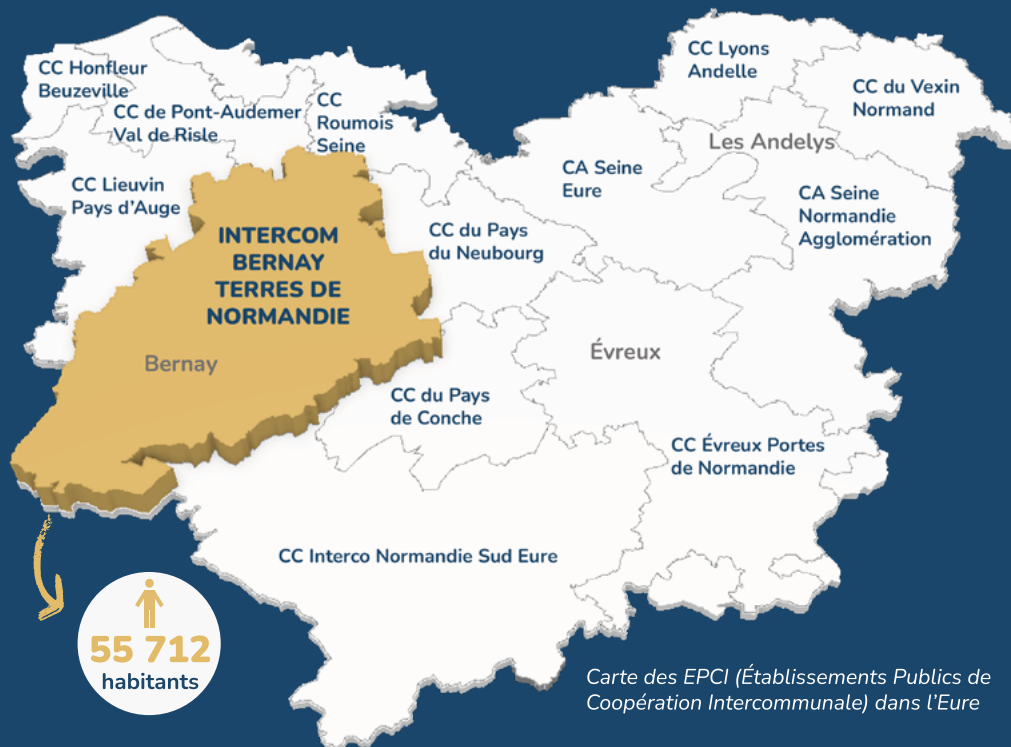 CC Honfleur
Beuzeville
CC de Pont-Audemer
Val de Risle
CC
Roumois
Seine
CC Lyons
Andelle
CC du Vexin
Normand
Les Andelys
CA Seine
Eure
CC Lieuvin
Pays d'Auge
CA Seine
Normandie
Agglomération
CC du Pays
du Neubourg
INTERCOM
BERNAY
TERRES DE
NORMANDIE
Bernay
Évreux
CC du Pays
de Conche
CC Évreux Portes
de Normandie
CC Interco Normandie Sud Eure
55 712
habitants
Carte des EPCI (Établissements Publics de
Coopération Intercommunale) dans l'Eure